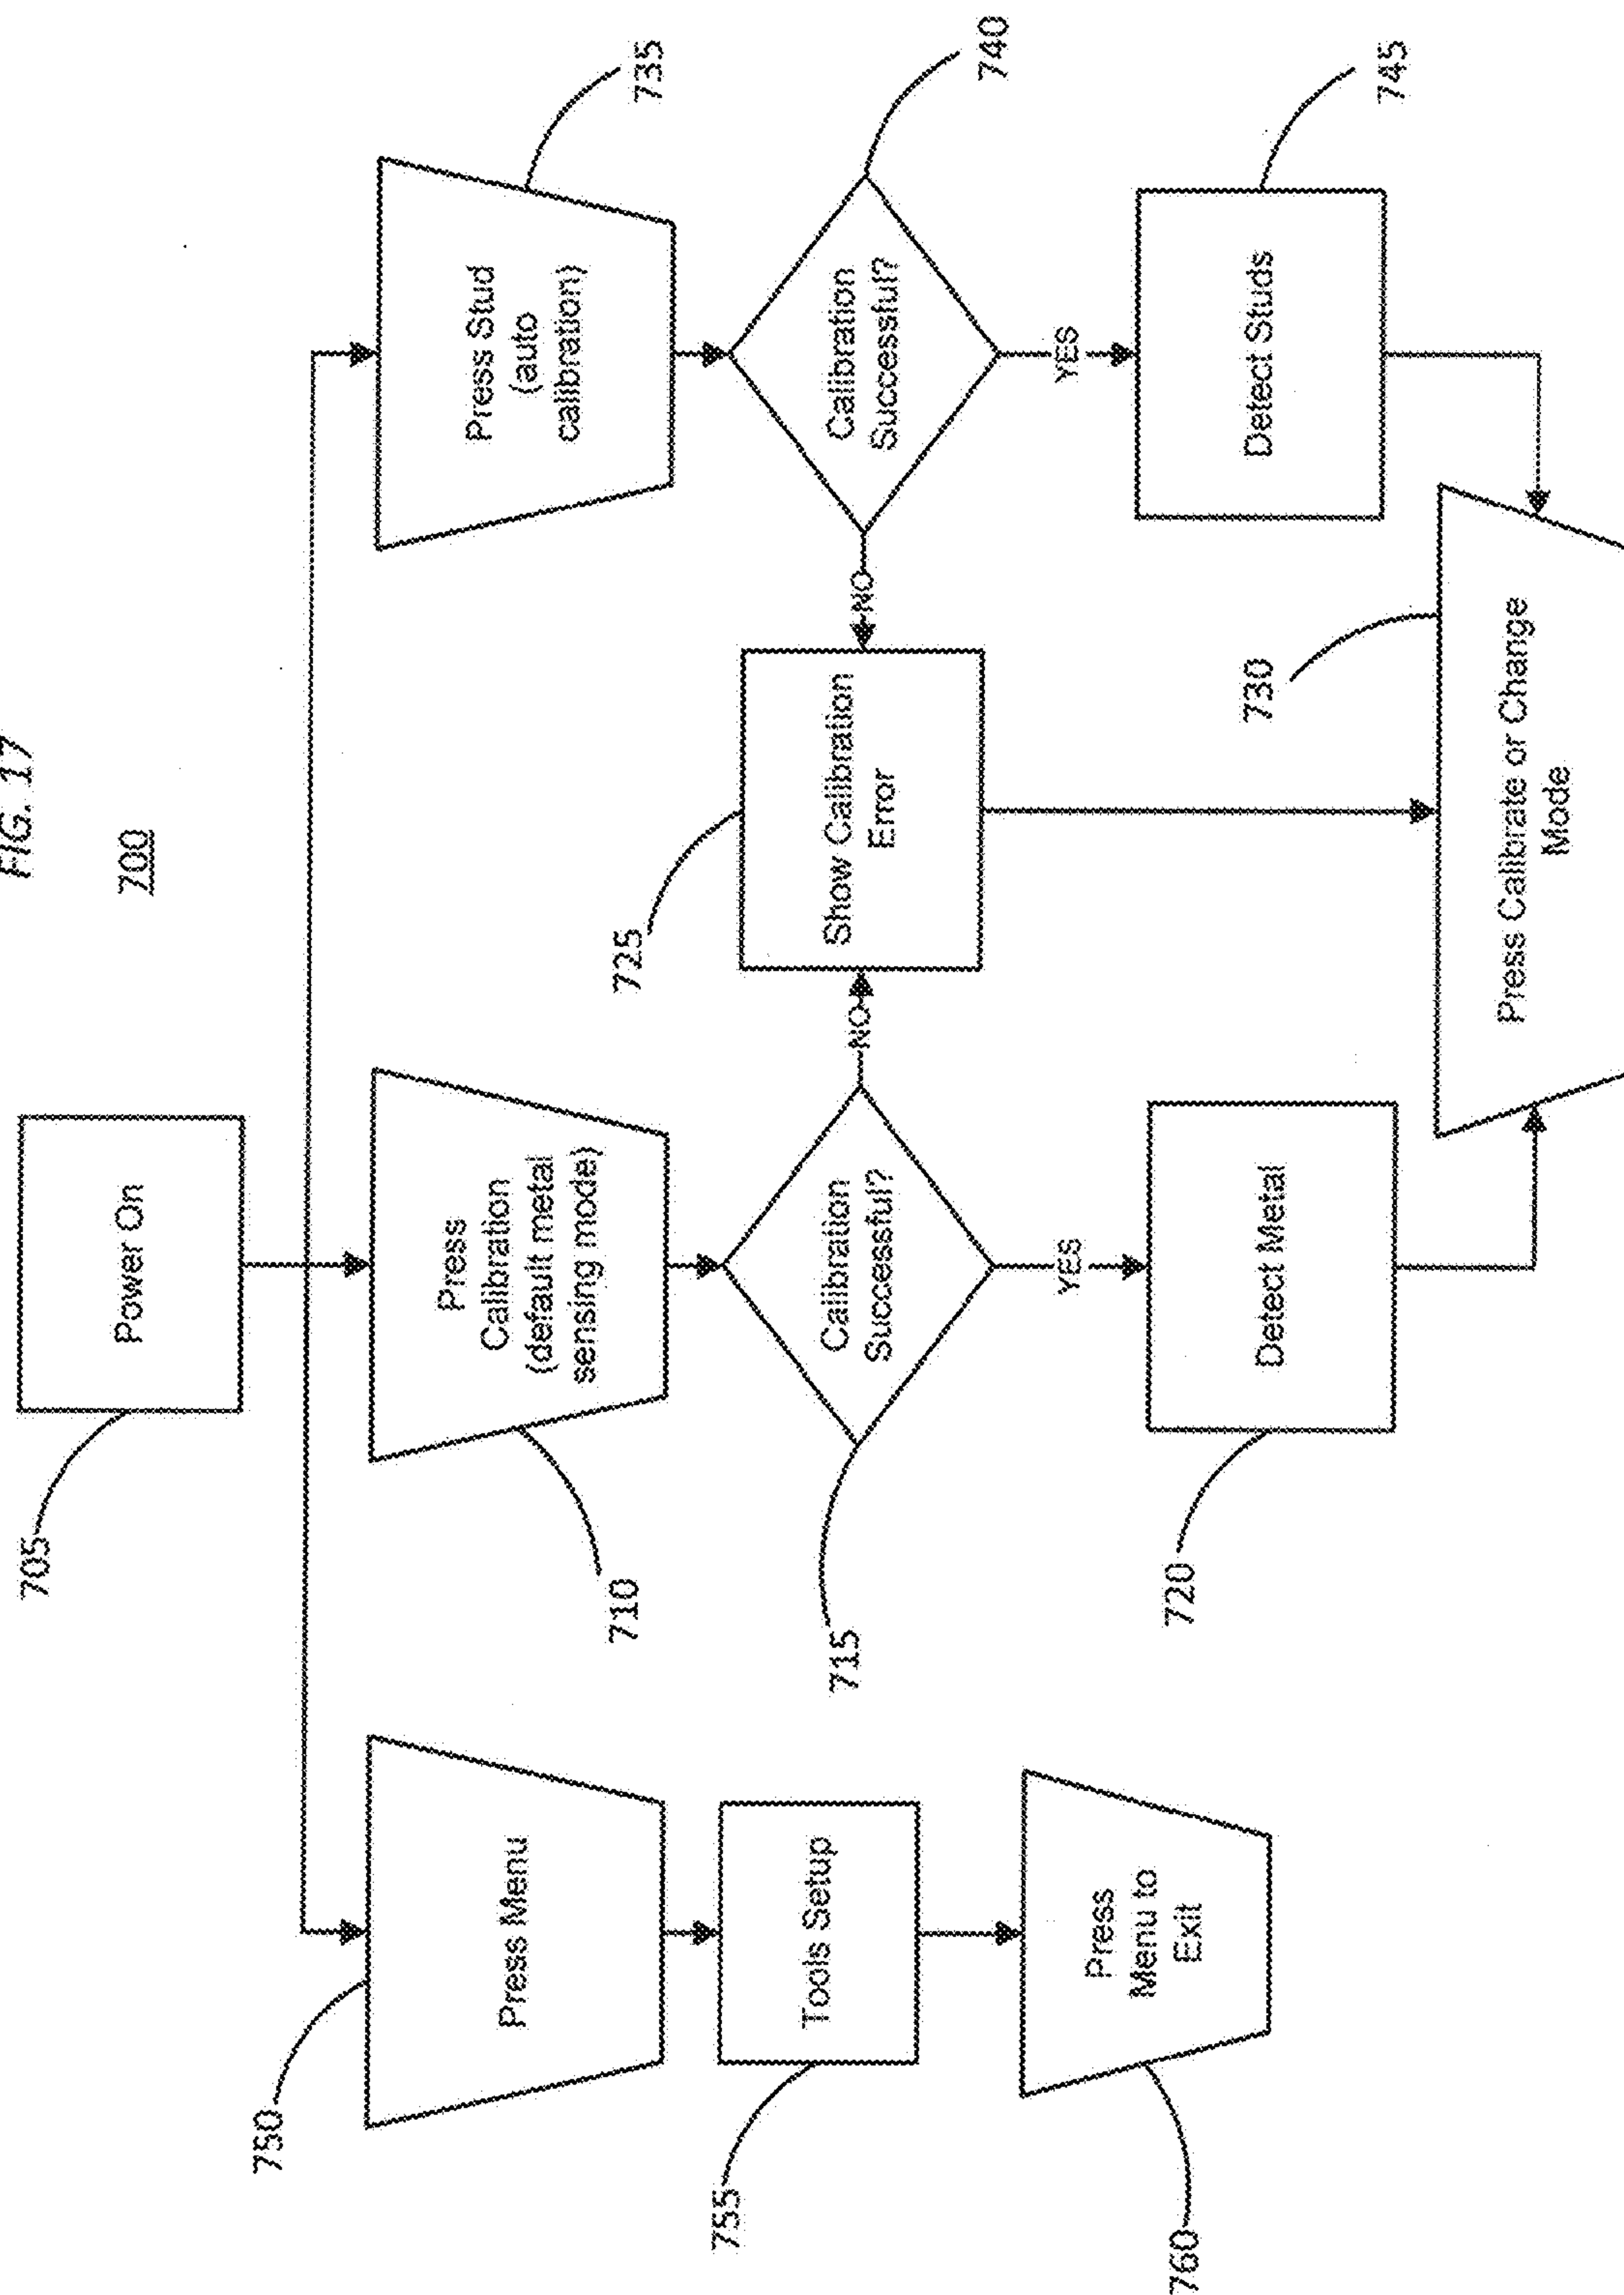 FIG. 17
700
705
Power On
750
Press Menu
710
Press
Calibration
(default metal
sensing mode)
735
Press Stud
(auto
calibration)
755
Tools Setup
715
Calibration
Successful?
NO
725
Show Calibration
Error
NO
740
Calibration
Successful?
YES
YES
760
Press
Menu to
Exit
720
Detect Metal
745
Detect Studs
730
Press Calibrate or Change
Mode